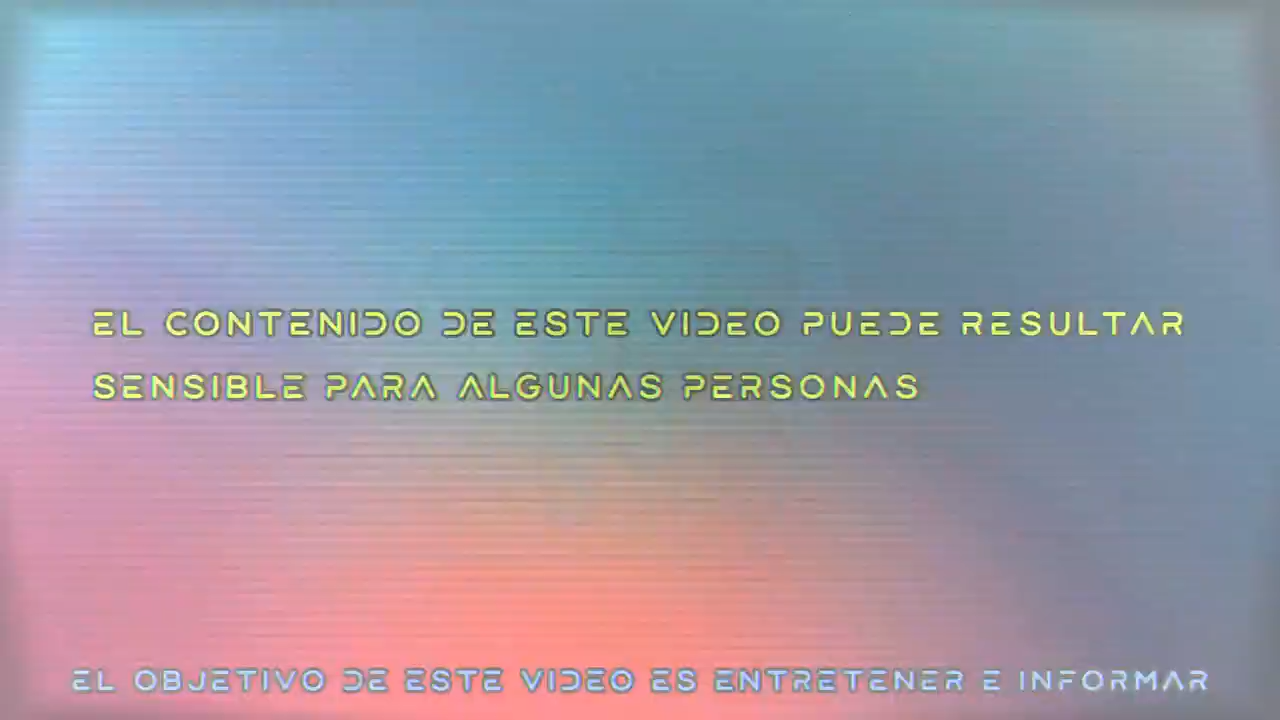 EL CONTENIDO DE ESTE VIDEO PUEDE RESULTAR
SENSIBLE PARA ALGUNAS PERSONAS
EL OBJETIVO DE ESTE VIDEO ES ENTRETENER E INFORMAR